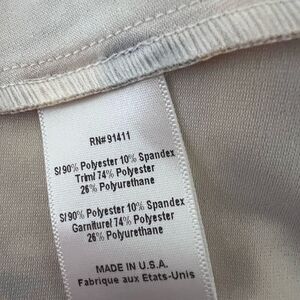 RN# 91411
S/ 90% Polyester 10% Spandex
Trim/ 74% Polyester
26% Polyurethane
S/ 90% Polyester 10% Spandex
Garniture/ 74% Polyester
26% Polyurethane
MADE IN U.S.A.
Fabrique aux Etats-Unis